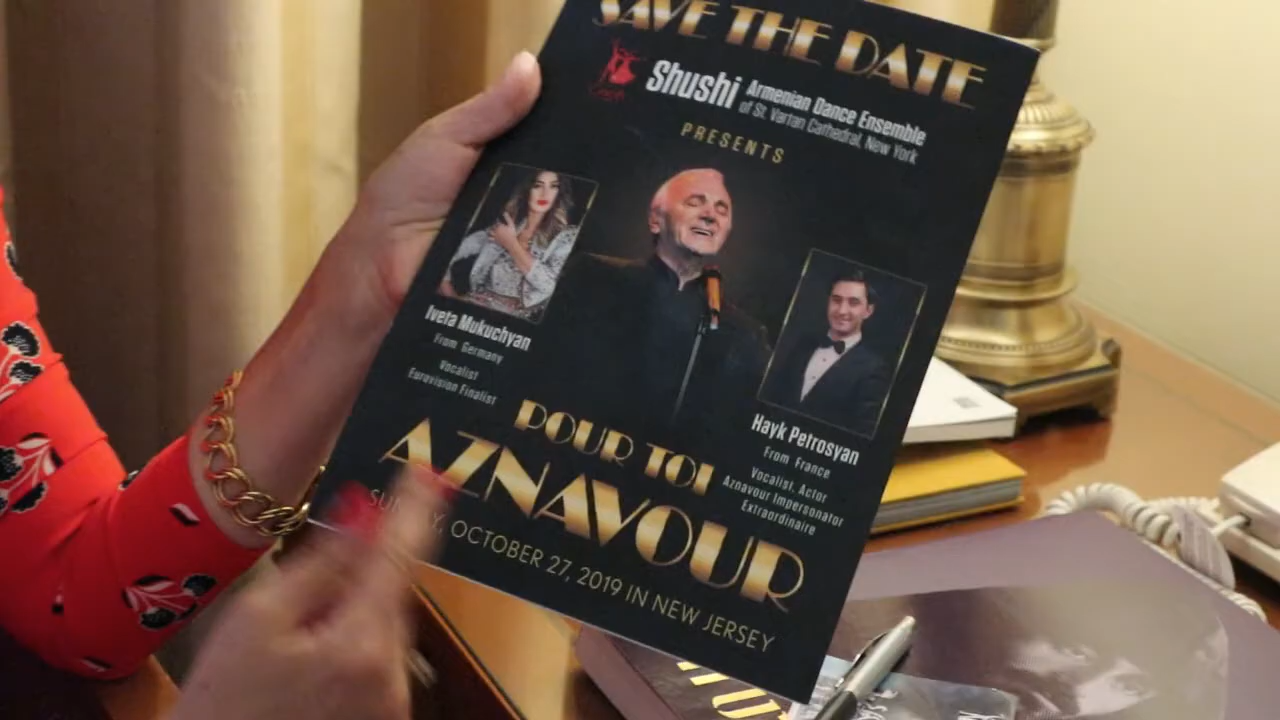 SAVE THE DATE
Shushi Armenian Dance Ensemble
of St. Vartan Cathedral, New York
PRESENTS
Iveta Mukuchyan
From Germany
Vocalist
Eurovision Finalist
Hayk Petrosyan
From France
Vocalist, Actor
Aznavour Impersonator
Extraordinaire
POUR TOI
AZNAVOUR
OCTOBER 27, 2019 IN NEW JERSEY